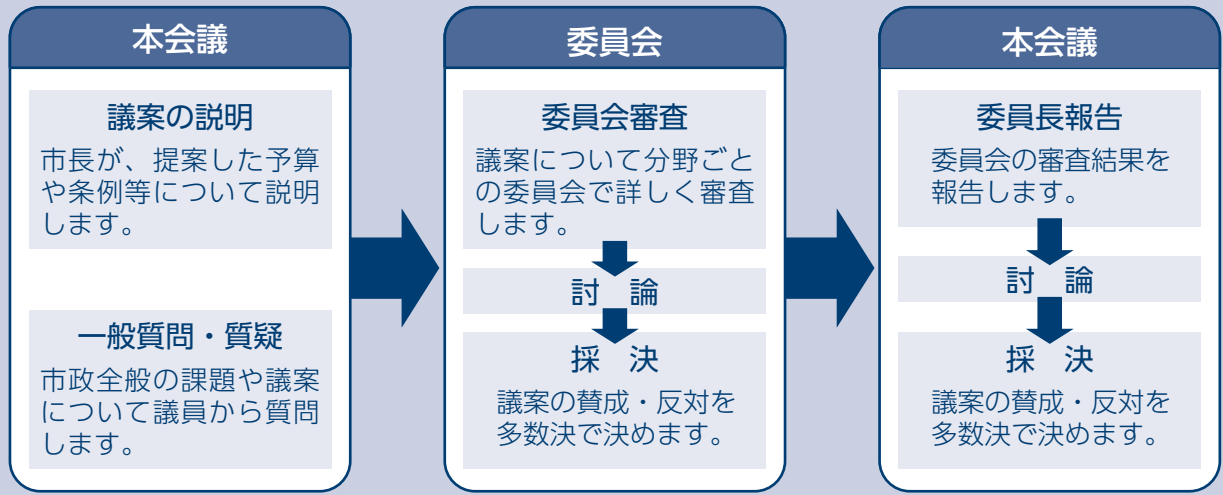 本会議
議案の説明
市長が、提案した予算
や条例等について説明
します。
一般質問・質疑
市政全般の課題や議案
について議員から質問
します。
委員会
委員会審査
議案について分野ごと
の委員会で詳しく審査
します。
討　論
採　決
議案の賛成・反対を
多数決で決めます。
本会議
委員長報告
委員会の審査結果を
報告します。
討　論
採　決
議案の賛成・反対を
多数決で決めます。